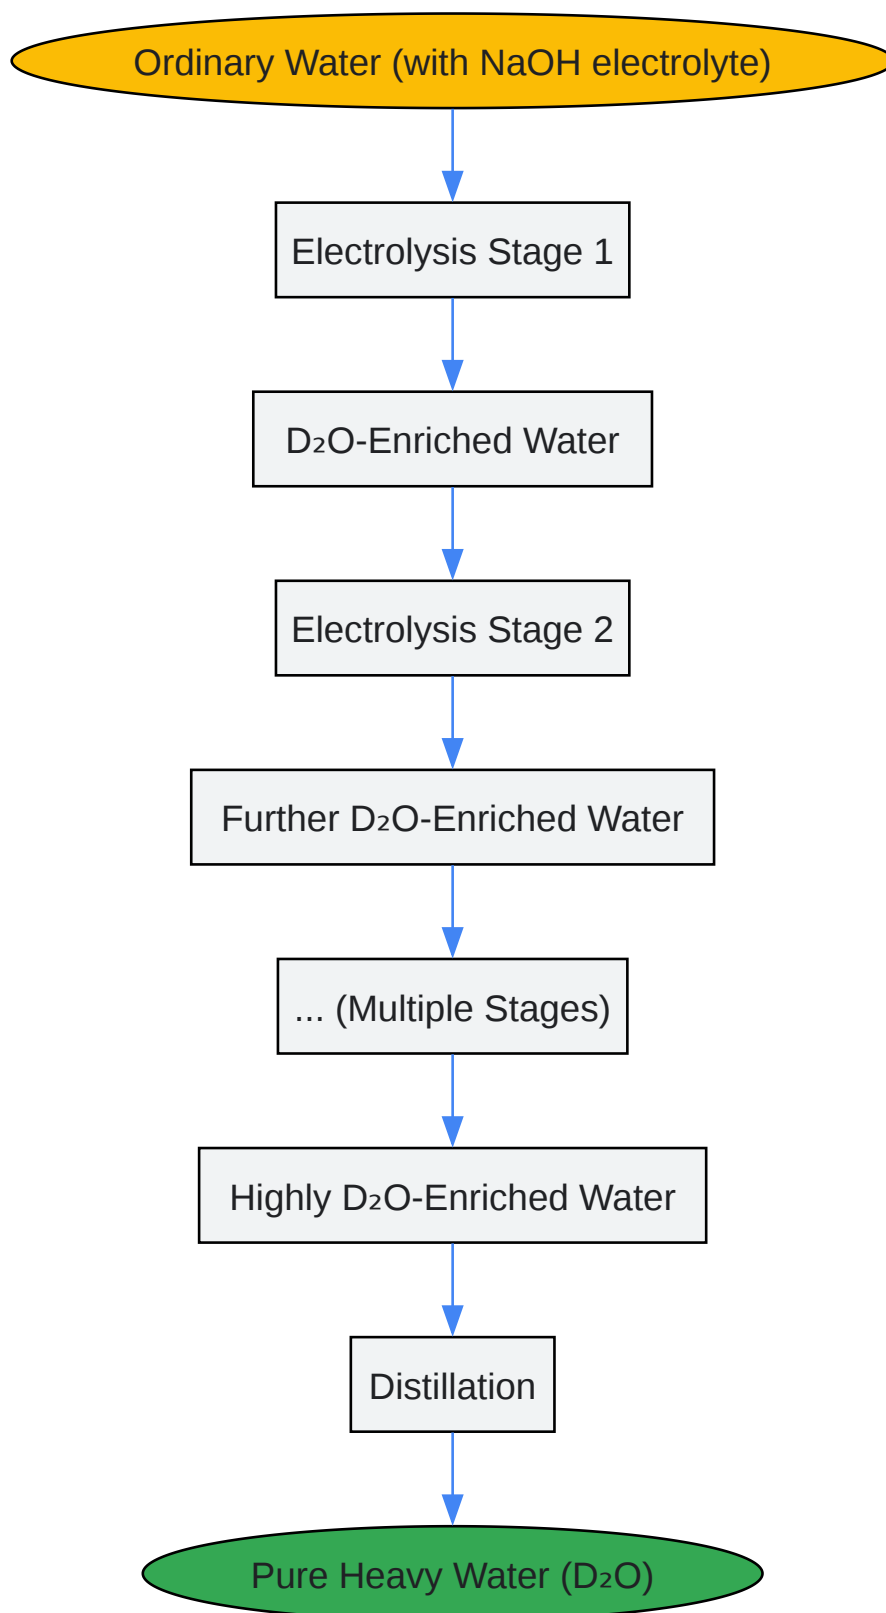 Ordinary Water (with NaOH electrolyte)
Electrolysis Stage 1
D₂O-Enriched Water
Electrolysis Stage 2
Further D₂O-Enriched Water
... (Multiple Stages)
Highly D₂O-Enriched Water
Distillation
Pure Heavy Water (D₂O)